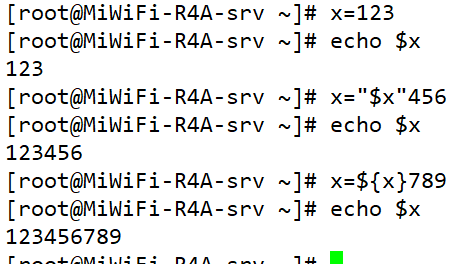 [root@MiWiFi-R4A-srv ~]# x=123
[root@MiWiFi-R4A-srv ~]# echo $x
123
[root@MiWiFi-R4A-srv ~]# x="$x"456
[root@MiWiFi-R4A-srv ~]# echo $x
123456
[root@MiWiFi-R4A-srv ~]# x=${x}789
[root@MiWiFi-R4A-srv ~]# echo $x
123456789
[root@MiWiFi-R4A-srv ~]#